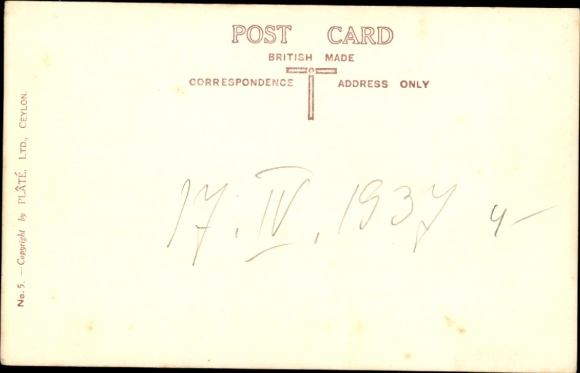 POST CARD
BRITISH MADE
CORRESPONDENCE ADDRESS ONLY
No. 5. — Copyright by PLÂTÉ, LTD., CEYLON.
17. IV. 1937
4-